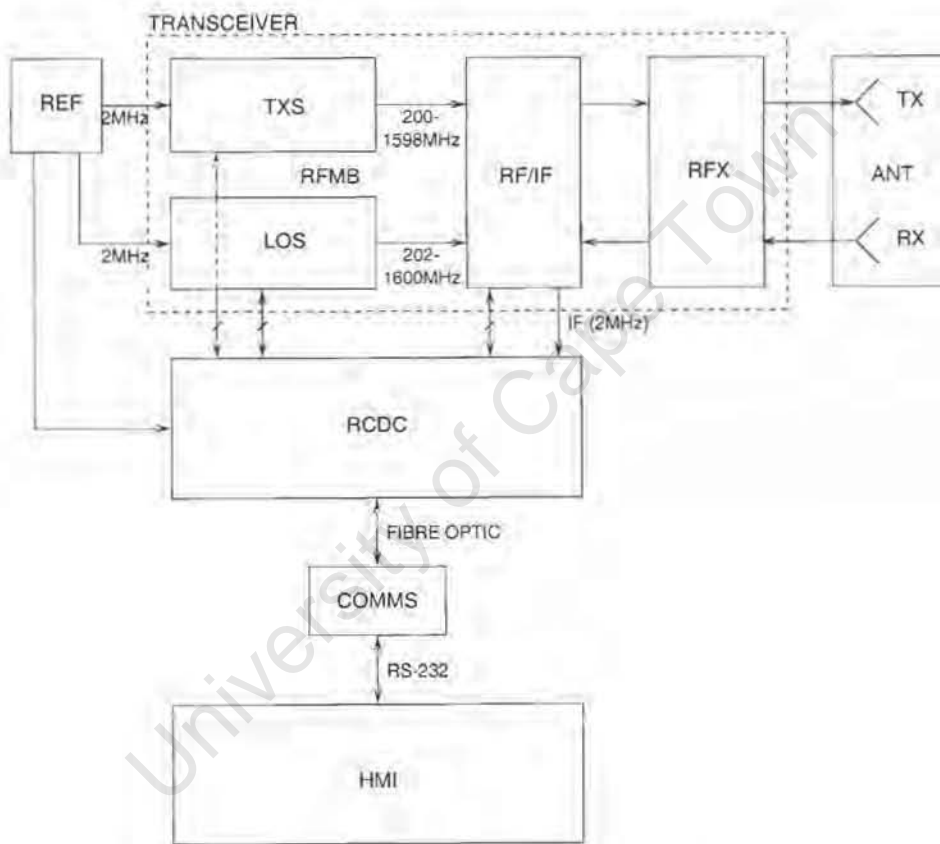 TRANSCEIVER
REF
2MHz
TXS
200-
1598MHz
RFMB
RF/IF
RFX
TX
ANT
RX
2MHz
LOS
202-
1600MHz
IF (2MHz)
RCDC
FIBRE OPTIC
COMMS
RS-232
HMI
University of Cape Town